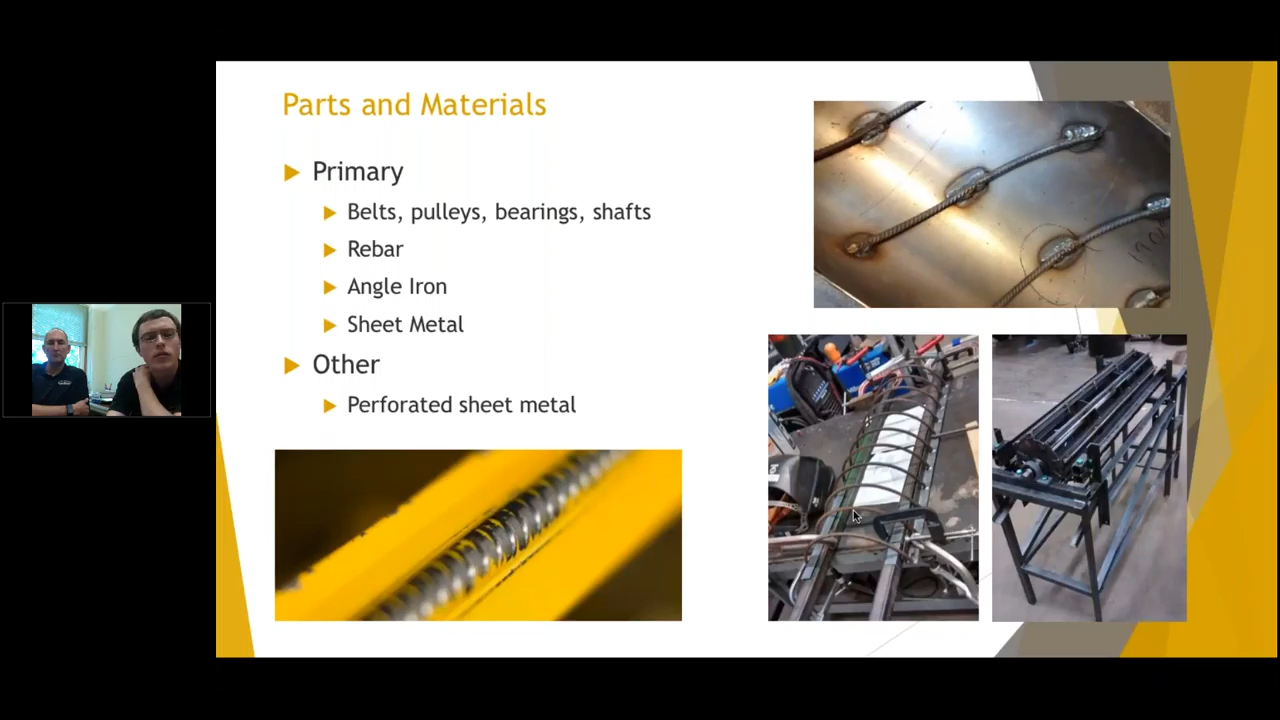 Parts and Materials
Primary
Belts, pulleys, bearings, shafts
Rebar
Angle Iron
Sheet Metal
Other
Perforated sheet metal